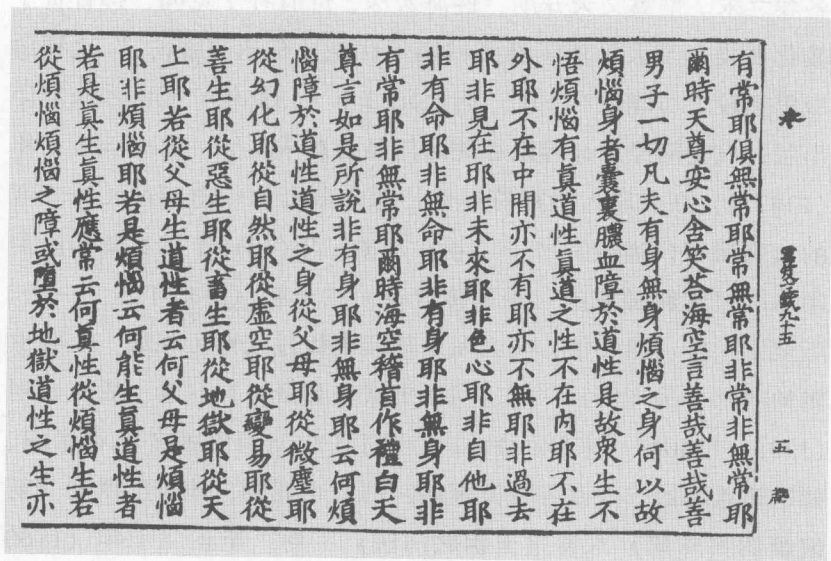 雲笈七籤九十五
五
有常耶俱無常耶常無常耶非常非無常耶
爾時天尊安心含笑荅海空言善哉善哉善
男子一切凡夫有身無身煩惱之身何以故
煩惱身者囊裹膿血障於道性是故眾生不
悟煩惱有真道性真道之性不在內耶不在
外耶不在中閒亦不有耶亦不無耶非過去
耶非見在耶非未來耶非色心耶非自他耶
非有命耶非無命耶非有身耶非無身耶非
有常耶非無常耶爾時海空稽首作禮白天
尊言如是所說非有身耶非無身耶云何煩
惱障於道性道性之身從父母耶從微塵耶
從幻化耶從自然耶從虛空耶從變易耶從
善生耶從惡生耶從畜生耶從地獄耶從天
上耶若從父母生道性者云何父母是煩惱
耶非煩惱耶若是煩惱云何能生真道性者
若是真生真性應常云何真性從煩惱生若
從煩惱煩惱之障或墮於地獄道性之生亦